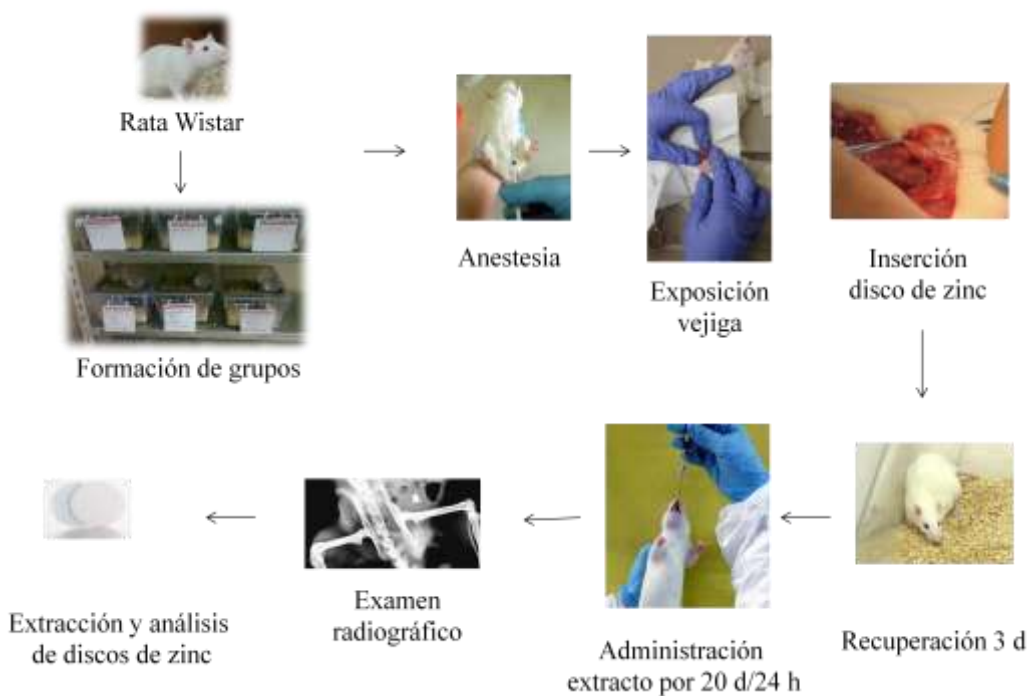 Rata Wistar
Formación de grupos
Anestesia
Exposición
vejiga
Inserción
disco de zinc
Recuperación 3 d
Administración
extracto por 20 d/24 h
Examen
radiográfico
Extracción y análisis
de discos de zinc